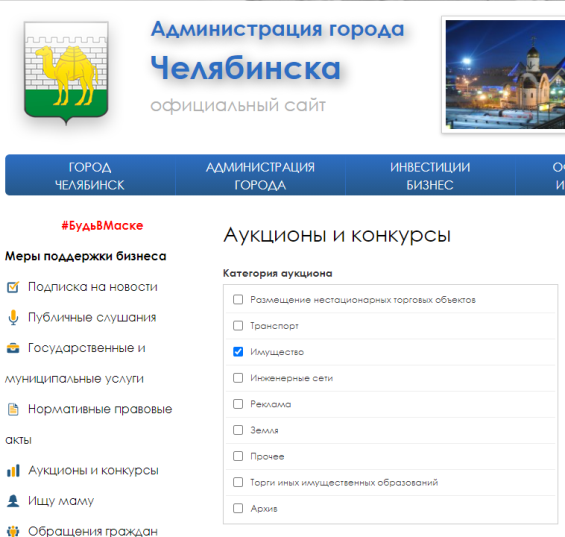 Администрация города
Челябинска
официальный сайт
ГОРОД
ЧЕЛЯБИНСК
АДМИНИСТРАЦИЯ
ГОРОДА
ИНВЕСТИЦИИ
БИЗНЕС
#БудьВМаске
Меры поддержки бизнеса
Подписка на новости
Публичные слушания
Государственные и
муниципальные услуги
Нормативные правовые
акты
Аукционы и конкурсы
Ищу маму
Обращения граждан
Аукционы и конкурсы
Категория аукциона
Размещение нестационарных торговых объектов
Транспорт
Имущество
Инженерные сети
Реклама
Земля
Прочее
Торги иных имущественных образований
Архив